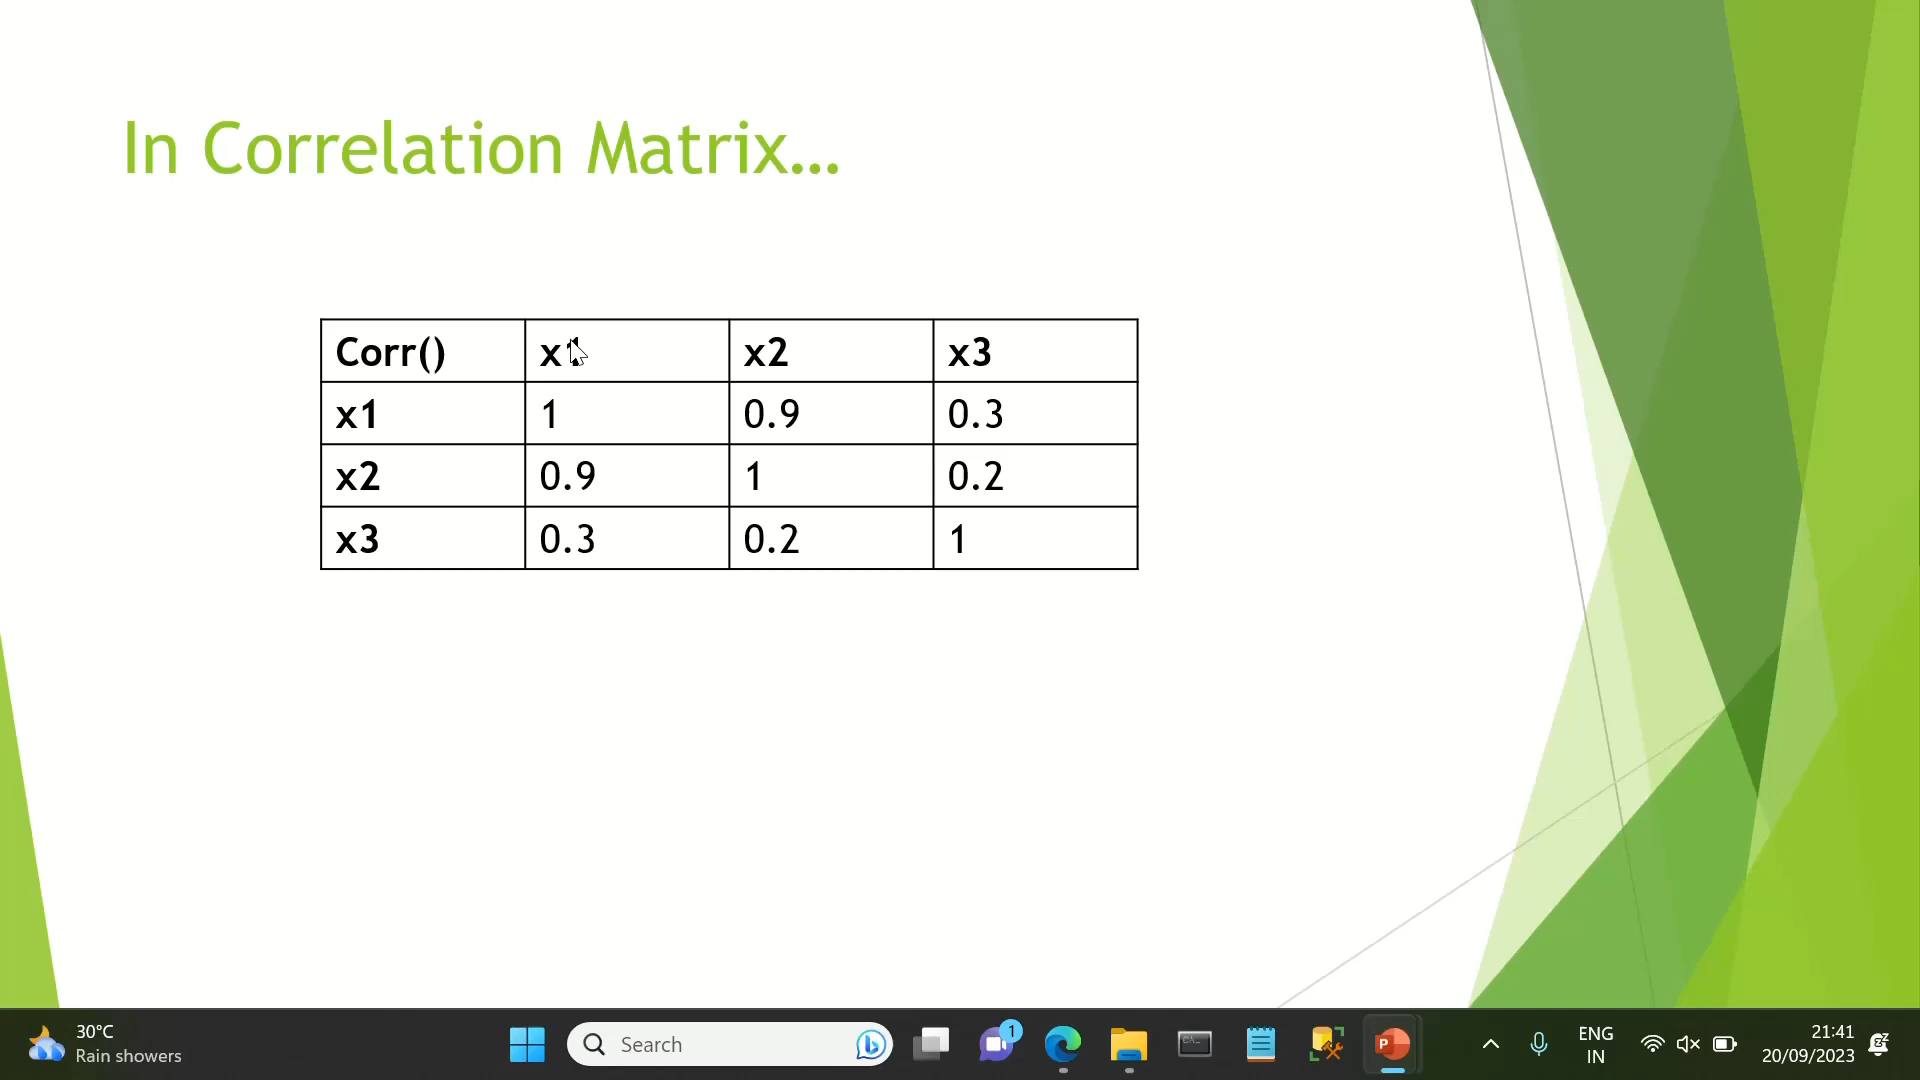 In Correlation Matrix...
Corr() x1 x2 x3
x1 1 0.9 0.3
x2 0.9 1 0.2
x3 0.3 0.2 1
30°C
Rain showers
Search
1
ENG
IN
21:41
20/09/2023